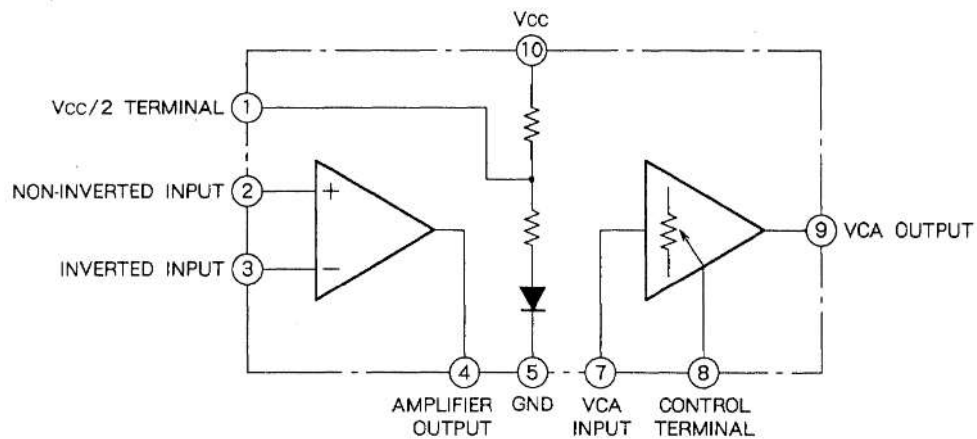 Vcc
10
Vcc/2 TERMINAL 1
NON-INVERTED INPUT 2
+
INVERTED INPUT 3
−
9 VCA OUTPUT
4
5
7
8
AMPLIFIER
OUTPUT
GND
VCA
INPUT
CONTROL
TERMINAL